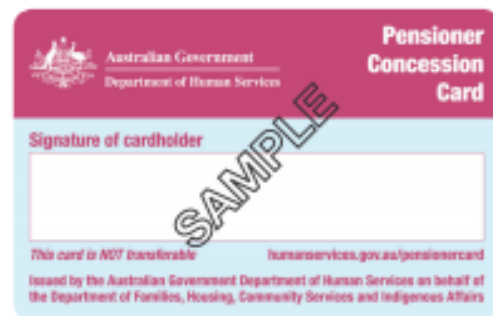 Pensioner
Concession
Card
Australian Government
Department of Human Services
Signature of cardholder
SAMPLE
This card is NOT transferable
humanservices.gov.au/pensionercard
Issued by the Australian Government Department of Human Services on behalf of
the Department of Families, Housing, Community Services and Indigenous Affairs